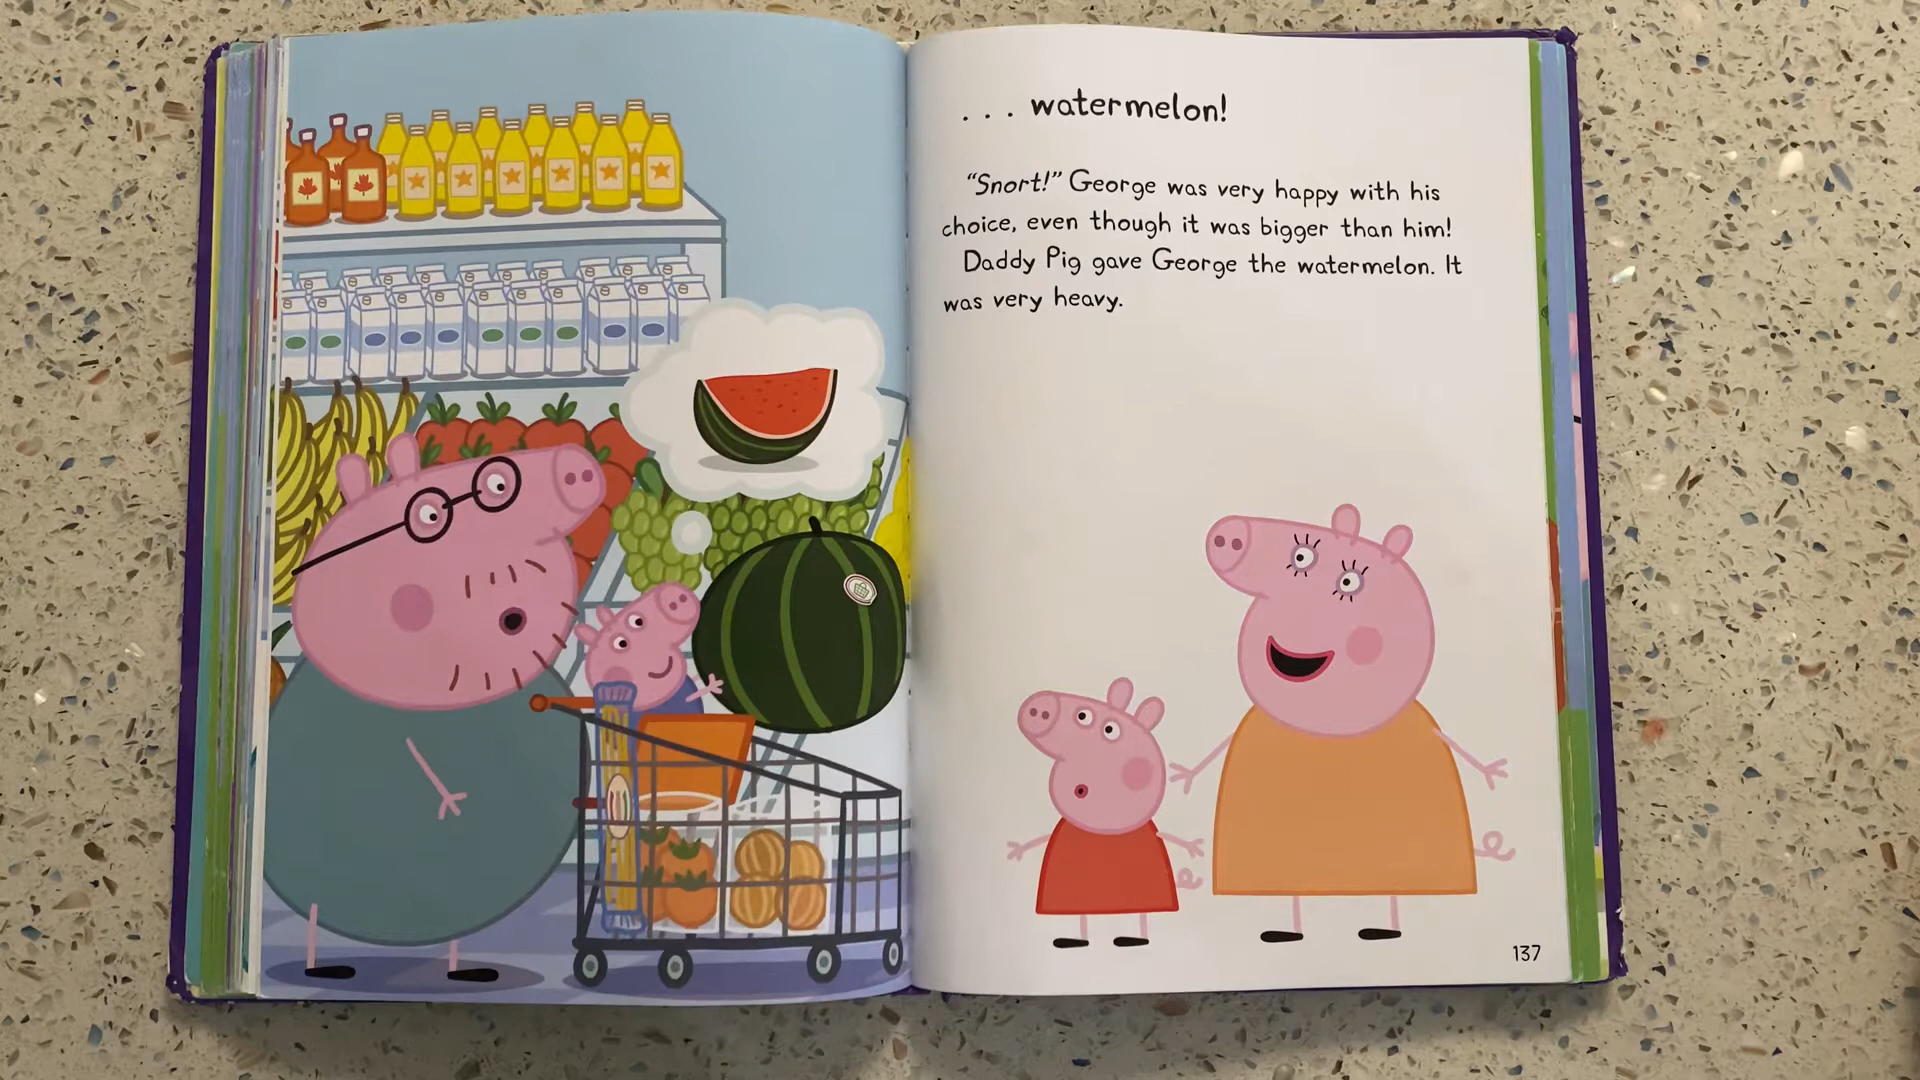 . . . watermelon!
“Snort!” George was very happy with his
choice, even though it was bigger than him!
Daddy Pig gave George the watermelon. It
was very heavy.
137